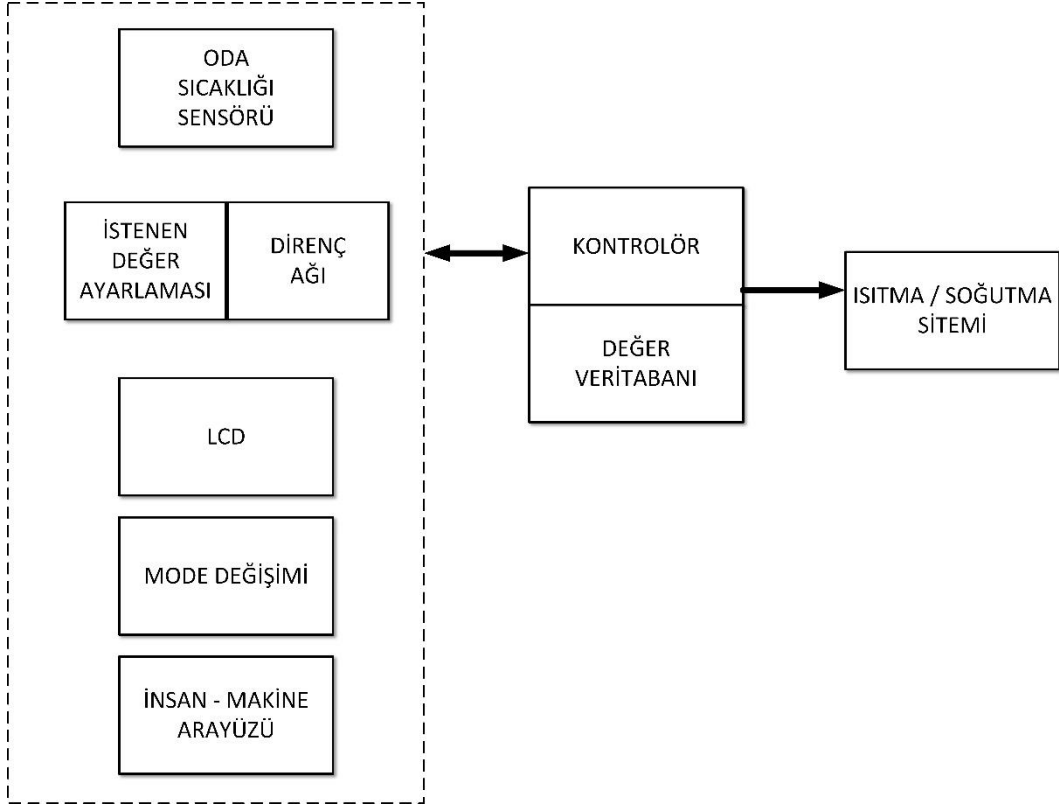 ODA
SICAKLIĞI
SENSÖRÜ
İSTENEN
DEĞER
AYARLAMASI
DİRENÇ
AĞI
LCD
MODE DEĞİŞİMİ
İNSAN - MAKİNE
ARAYÜZÜ
KONTROLÖR
DEĞER
VERİTABANI
ISITMA / SOĞUTMA
SİTEMİ